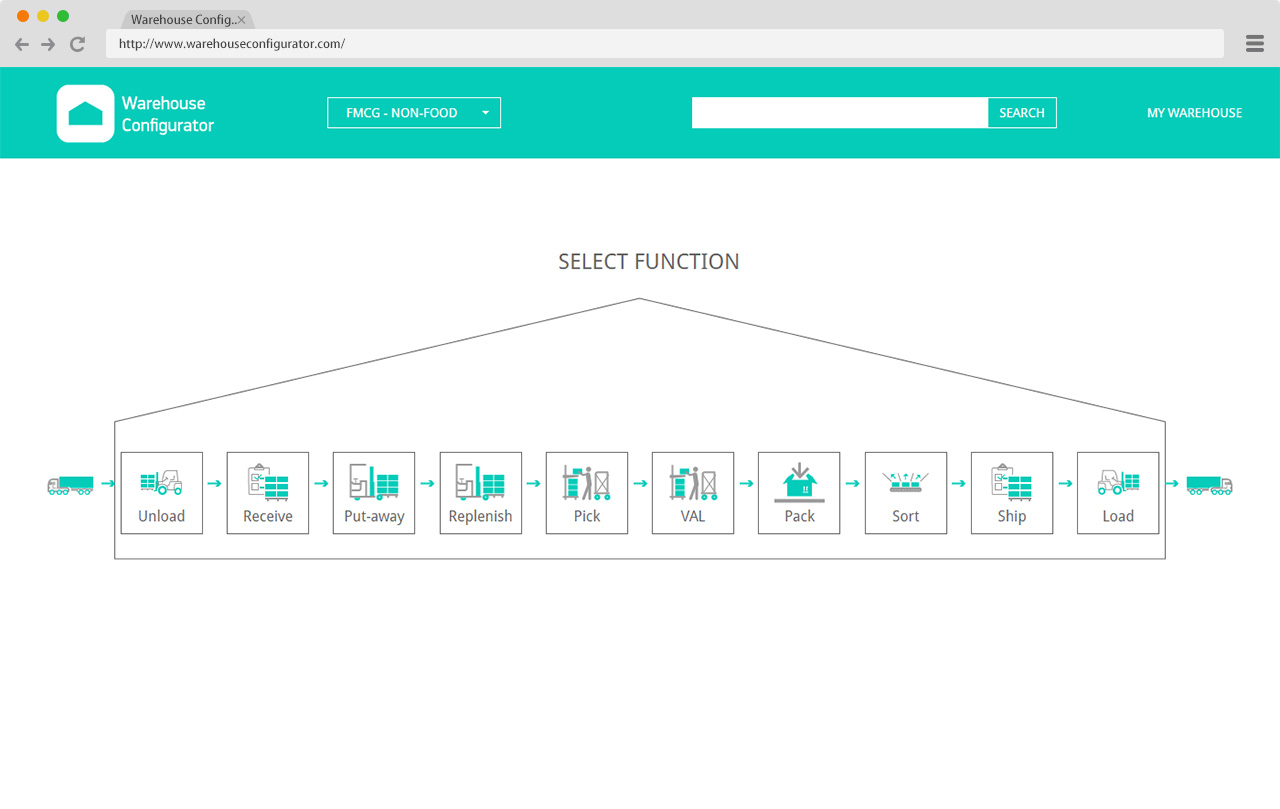 Warehouse Config..
http://www.warehouseconfigurator.com/
Warehouse
Configurator
FMCG - NON-FOOD
SEARCH
MY WAREHOUSE
SELECT FUNCTION
Unload
Receive
Put-away
Replenish
Pick
VAL
Pack
Sort
Ship
Load